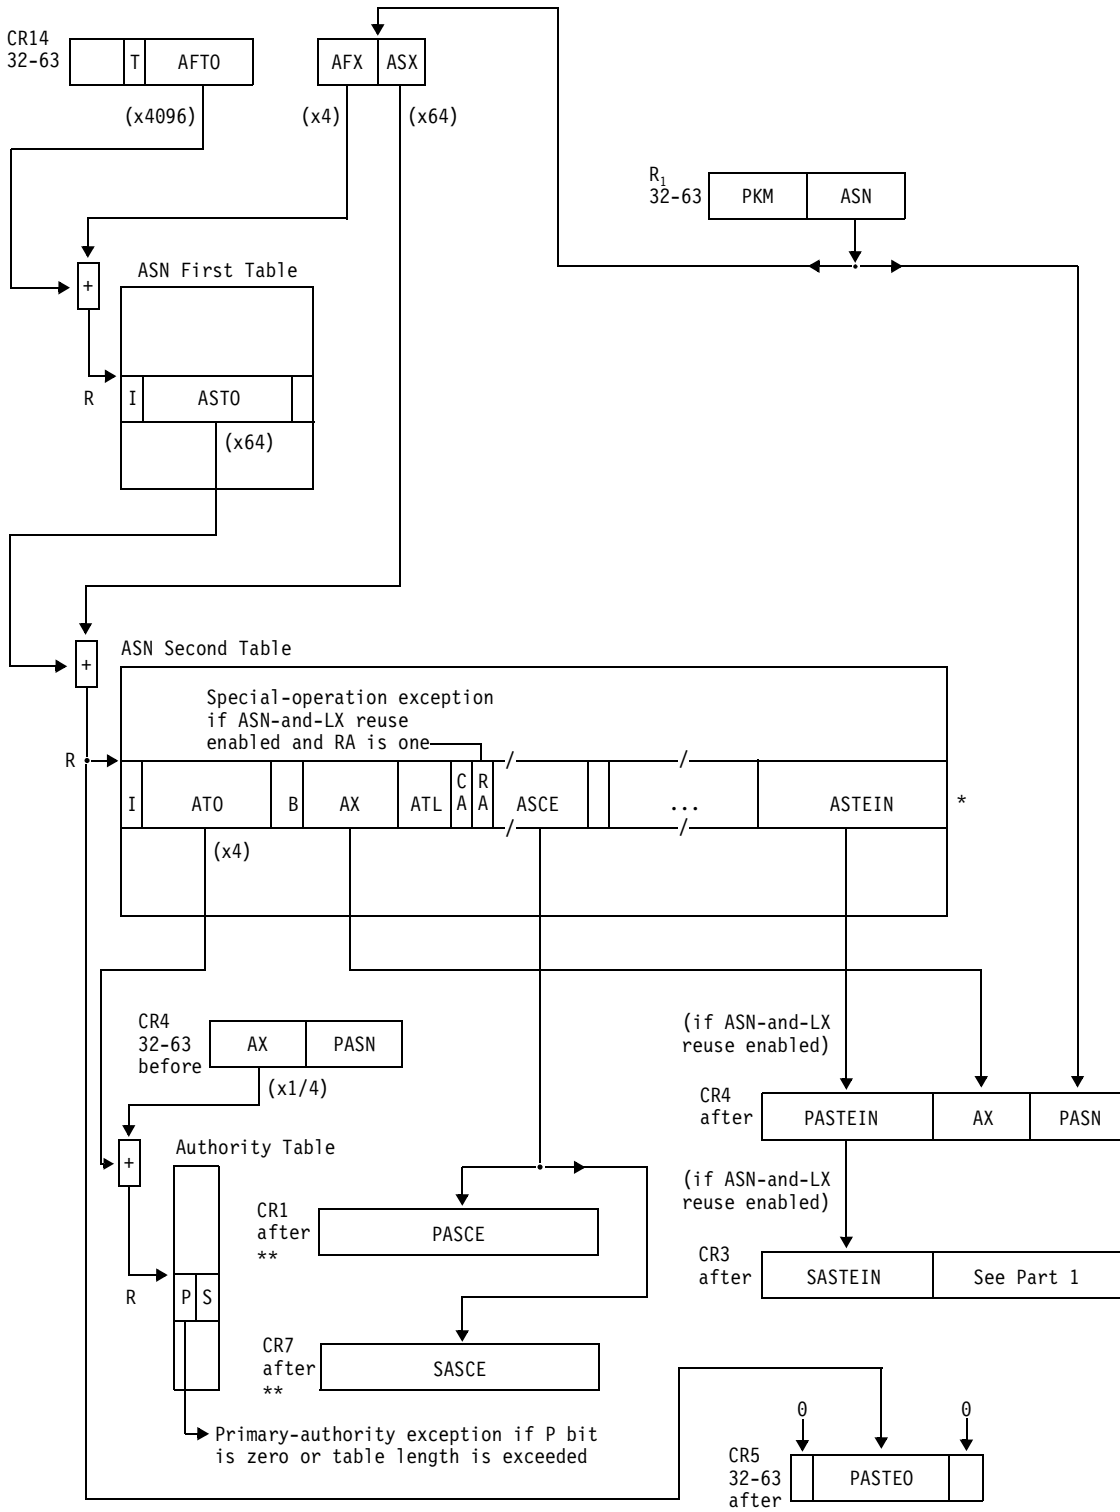 CR14
32-63
T
AFTO
AFX
ASX
(x4096)
(x4)
(x64)
R1
32-63
PKM
ASN
+
ASN First Table
R
I
ASTO
(x64)
+
ASN Second Table
Special-operation exception
if ASN-and-LX reuse
enabled and RA is one
R
I
ATO
B
AX
ATL
CA
RA
ASCE
...
ASTEIN
*
(x4)
CR4
32-63
before
AX
PASN
(x1/4)
(if ASN-and-LX
reuse enabled)
CR4
after
PASTEIN
AX
PASN
+
Authority Table
R
P
S
(if ASN-and-LX
reuse enabled)
CR1
after
**
PASCE
CR3
after
SASTEIN
See Part 1
CR7
after
**
SASCE
Primary-authority exception if P bit
is zero or table length is exceeded
0
0
CR5
32-63
after
PASTEO